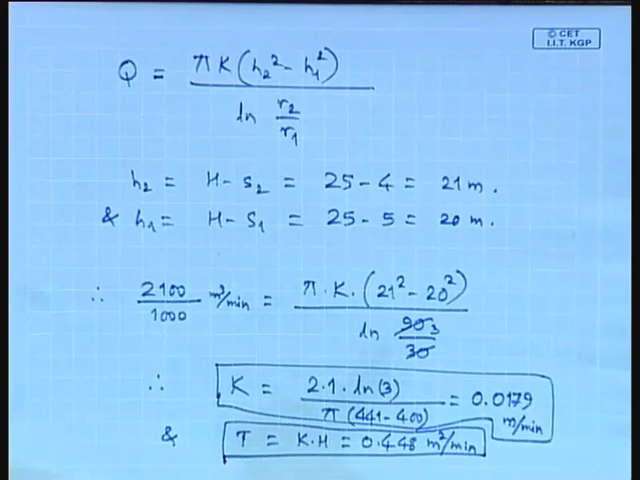 © CET
I.I.T. KGP
Q = π K (h₂² - h₁²) / ln r₂/r₁
h₂ = H - s₂ = 25 - 4 = 21 m.
& h₁ = H - S₁ = 25 - 5 = 20 m.
∴ 2100/1000 m³/min = π . K . (21² - 20²) / ln 90 3/30
∴ K = 2.1 . ln (3) / π (441 - 400) = 0.0179 m/min
& T = K.H = 0.448 m²/min